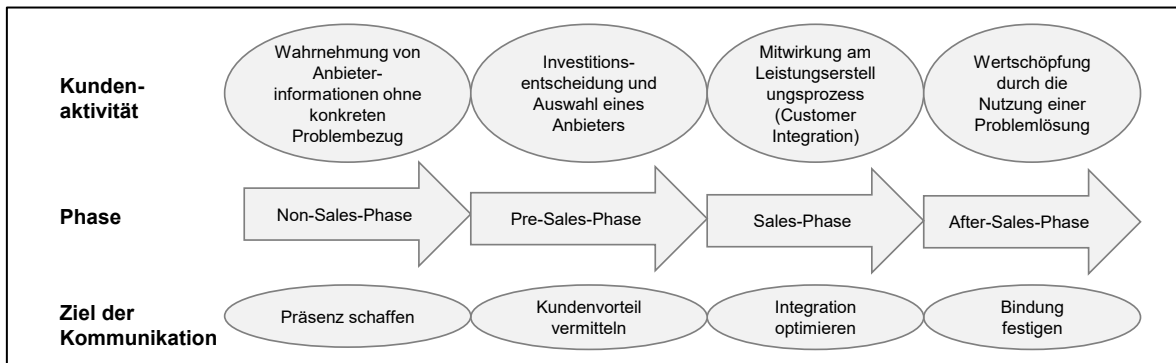 Kunden-
aktivität
Wahrnehmung von
Anbieter-
informationen ohne
konkreten
Problembezug
Investitions-
entscheidung und
Auswahl eines
Anbieters
Mitwirkung am
Leistungserstell
ungsprozess
(Customer
Integration)
Wertschöpfung
durch die
Nutzung einer
Problemlösung
Phase
Non-Sales-Phase
Pre-Sales-Phase
Sales-Phase
After-Sales-Phase
Ziel der
Kommunikation
Präsenz schaffen
Kundenvorteil
vermitteln
Integration
optimieren
Bindung
festigen